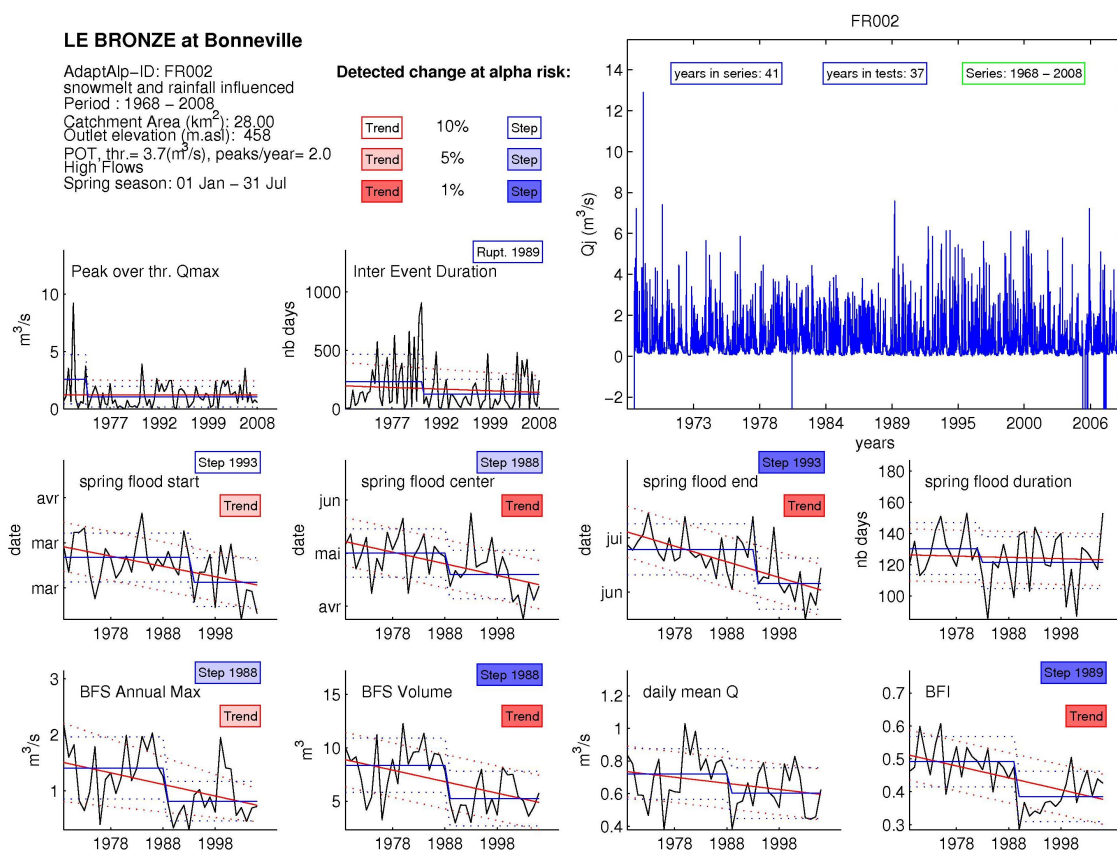 LE BRONZE at Bonneville
AdaptAlp−ID: FR002
snowmelt and rainfall influenced
Period : 1968 − 2008
Catchment Area (km2): 28.00
Outlet elevation (m.asl): 458
POT, thr.= 3.7(m3/s), peaks/year= 2.0
High Flows
Spring season: 01 Jan − 31 Jul
Detected change at alpha risk:
Trend 10% Step
Trend 5% Step
Trend 1% Step
FR002
years in series: 41
years in tests: 37
Series: 1968 − 2008
14
12
10
8
6
4
2
0
−2
Qj (m3/s)
1973 1978 1984 1989 1995 2000 2006
years
Peak over thr. Qmax
10
5
0
m3/s
1977 1992 1999 2008
Rupt. 1989
Inter Event Duration
1000
500
0
nb days
1977 1992 1999 2008
Step 1993
spring flood start
Trend
avr
mar
mar
date
1978 1988 1998
Step 1988
spring flood center
Trend
jun
mai
avr
date
1978 1988 1998
Step 1993
spring flood end
Trend
jui
jun
date
1978 1988 1998
spring flood duration
180
160
140
120
100
nb days
1978 1988 1998
Step 1988
BFS Annual Max
Trend
3
2
1
m3/s
1978 1988 1998
Step 1988
BFS Volume
Trend
15
10
5
m3
1978 1988 1998
daily mean Q
1.2
1
0.8
0.6
0.4
m3/s
1978 1988 1998
Step 1989
BFI
Trend
0.7
0.6
0.5
0.4
0.3
1978 1988 1998